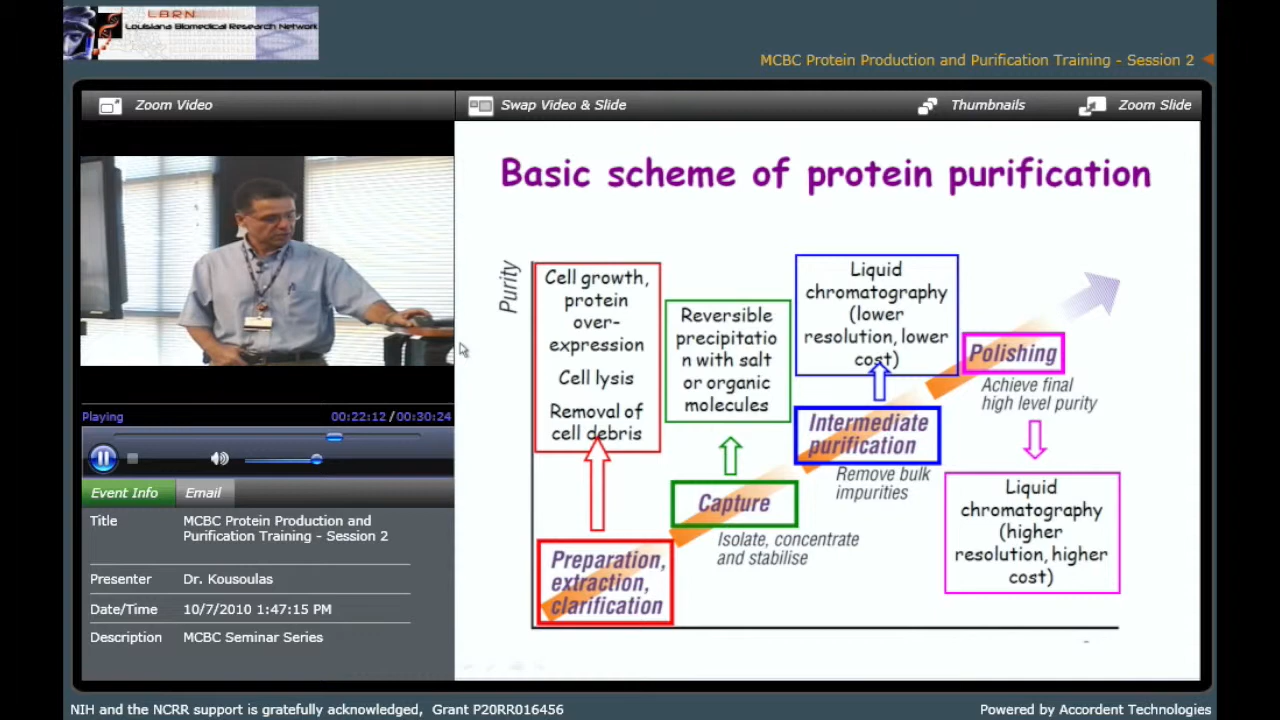 LBRN
Louisiana Biomedical Research Network
MCBC Protein Production and Purification Training - Session 2
Zoom Video
Swap Video & Slide
Thumbnails
Zoom Slide
Basic scheme of protein purification
Purity
Cell growth,
protein
over-
expression
Cell lysis
Removal of
cell debris
Reversible
precipitatio
n with salt
or organic
molecules
Liquid
chromatography
(lower
resolution, lower
cost)
Polishing
Achieve final
high level purity
Intermediate
purification
Remove bulk
impurities
Capture
Isolate, concentrate
and stabilise
Preparation,
extraction,
clarification
Liquid
chromatography
(higher
resolution, higher
cost)
Playing
00:22:12 / 00:30:24
Event Info
Email
Title
MCBC Protein Production and
Purification Training - Session 2
Presenter
Dr. Kousoulas
Date/Time
10/7/2010 1:47:15 PM
Description
MCBC Seminar Series
NIH and the NCRR support is gratefully acknowledged, Grant P20RR016456
Powered by Accordent Technologies